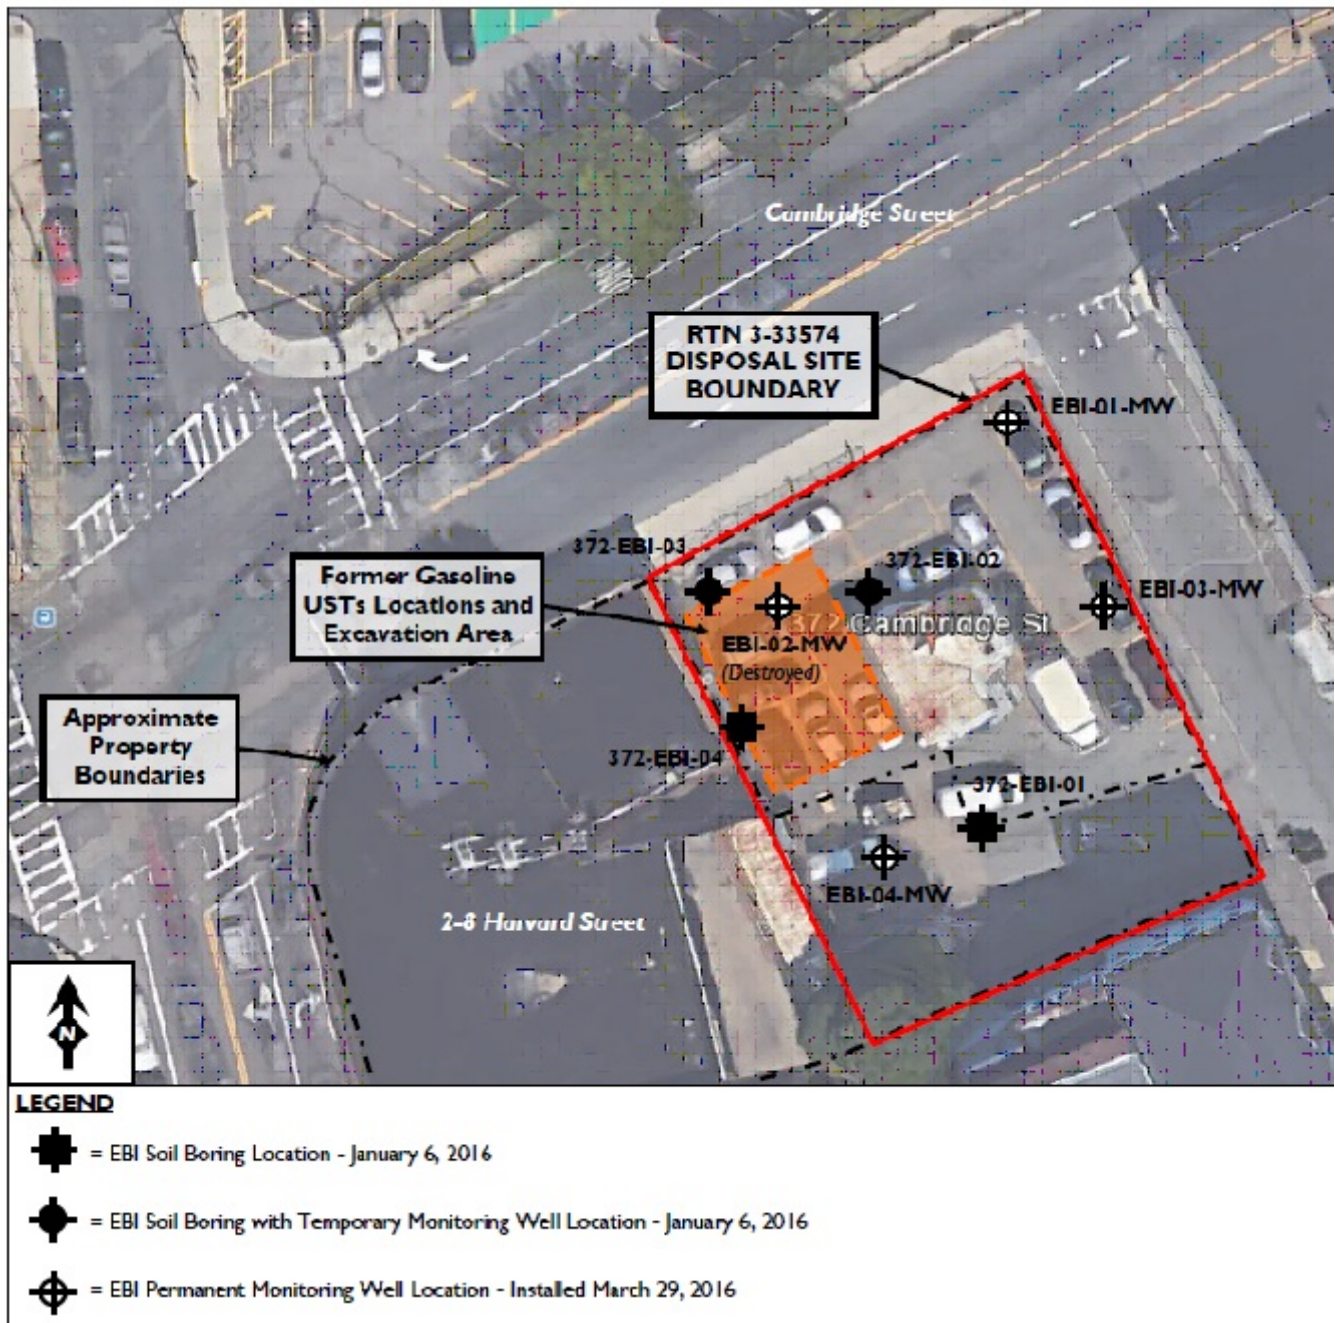 Cambridge Street
RTN 3-33574
DISPOSAL SITE
BOUNDARY
EBI-01-MW
372-EBI-03
372-EBI-02
Former Gasoline
USTs Locations and
Excavation Area
EBI-03-MW
372 Cambridge St
EBI-02-MW
(Destroyed)
Approximate
Property
Boundaries
372-EBI-04
372-EBI-01
EBI-04-MW
2-8 Harvard Street
N
LEGEND
= EBI Soil Boring Location - January 6, 2016
= EBI Soil Boring with Temporary Monitoring Well Location - January 6, 2016
= EBI Permanent Monitoring Well Location - Installed March 29, 2016